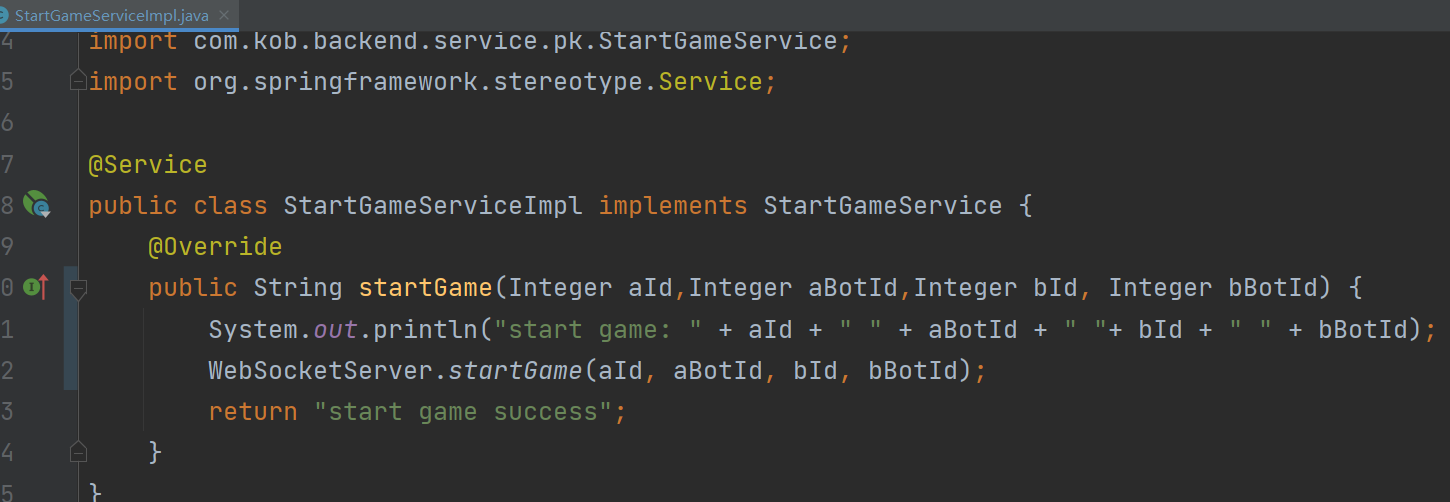 StartGameServiceImpl.java
4 import com.kob.backend.service.pk.StartGameService;
5 import org.springframework.stereotype.Service;
6
7 @Service
8 public class StartGameServiceImpl implements StartGameService {
9     @Override
0     public String startGame(Integer aId,Integer aBotId,Integer bId, Integer bBotId) {
1         System.out.println("start game: " + aId + " " + aBotId + " "+ bId + " " + bBotId);
2         WebSocketServer.startGame(aId, aBotId, bId, bBotId);
3         return "start game success";
4     }
5 }